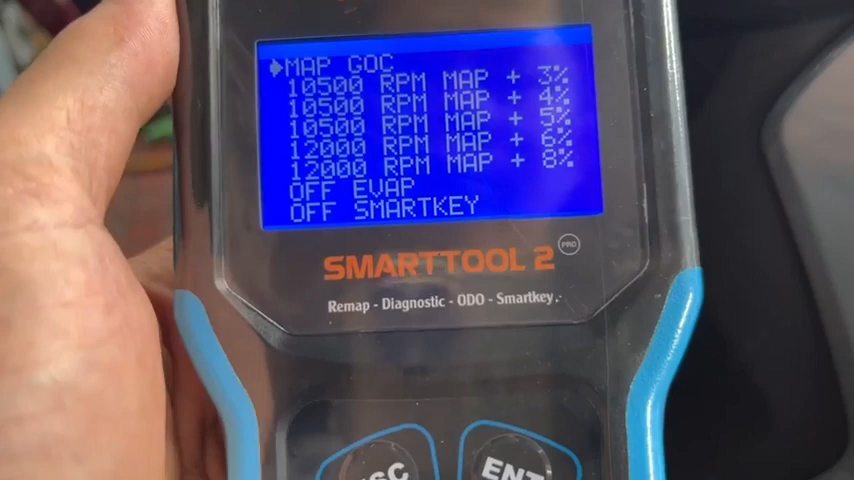 MAP GOC
10500 RPM MAP + 3%
10500 RPM MAP + 4%
10500 RPM MAP + 5%
12000 RPM MAP + 6%
12000 RPM MAP + 8%
OFF EVAP
OFF SMARTKEY
SMARTTOOL 2 PRO
Remap - Diagnostic - ODO - Smartkey..
ENT